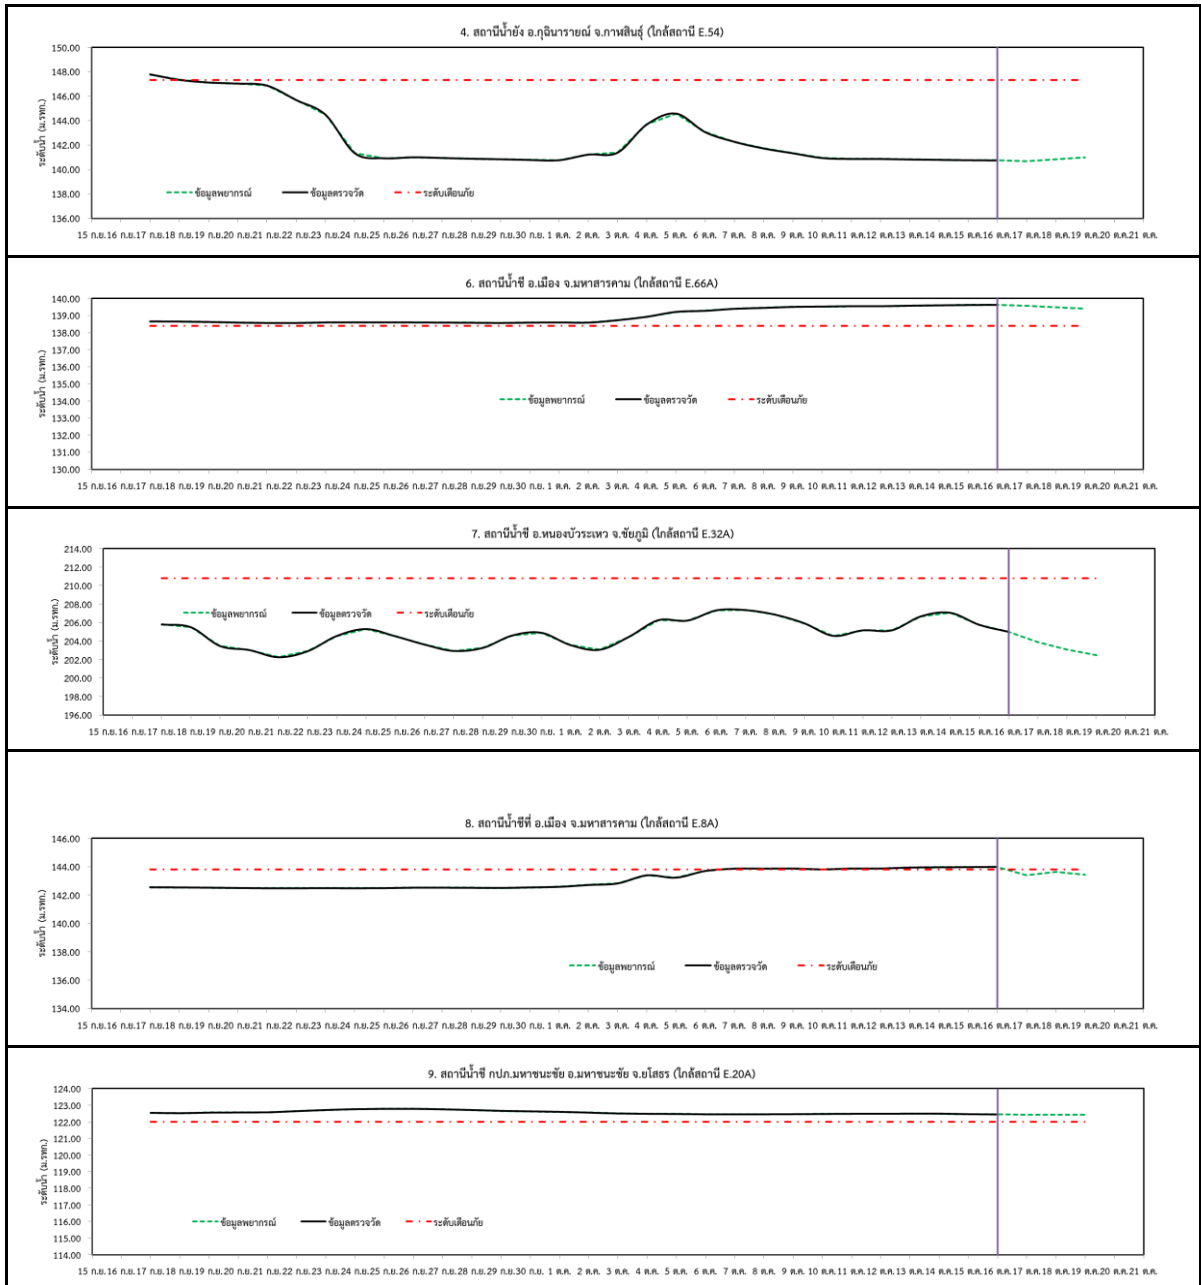 4. สถานีน้ำยัง อ.กุฉินารายณ์ จ.กาฬสินธุ์ (ใกล้สถานี E.54)
150.00
148.00
146.00
144.00
142.00
140.00
138.00
136.00
ระดับน้ำ (ม.รทก.)
ข้อมูลพยากรณ์ ข้อมูลตรวจวัด ระดับเตือนภัย
15 ก.ย.16 ก.ย.17 ก.ย.18 ก.ย.19 ก.ย.20 ก.ย.21 ก.ย.22 ก.ย.23 ก.ย.24 ก.ย.25 ก.ย.26 ก.ย.27 ก.ย.28 ก.ย.29 ก.ย.30 ก.ย. 1 ต.ค. 2 ต.ค. 3 ต.ค. 4 ต.ค. 5 ต.ค. 6 ต.ค. 7 ต.ค. 8 ต.ค. 9 ต.ค.10 ต.ค.11 ต.ค.12 ต.ค.13 ต.ค.14 ต.ค.15 ต.ค.16 ต.ค.17 ต.ค.18 ต.ค.19 ต.ค.20 ต.ค.21 ต.ค.
6. สถานีน้ำชี อ.เมือง จ.มหาสารคาม (ใกล้สถานี E.66A)
140.00
139.00
138.00
137.00
136.00
135.00
134.00
133.00
132.00
131.00
130.00
ระดับน้ำ (ม.รทก.)
ข้อมูลพยากรณ์ ข้อมูลตรวจวัด ระดับเตือนภัย
15 ก.ย.16 ก.ย.17 ก.ย.18 ก.ย.19 ก.ย.20 ก.ย.21 ก.ย.22 ก.ย.23 ก.ย.24 ก.ย.25 ก.ย.26 ก.ย.27 ก.ย.28 ก.ย.29 ก.ย.30 ก.ย. 1 ต.ค. 2 ต.ค. 3 ต.ค. 4 ต.ค. 5 ต.ค. 6 ต.ค. 7 ต.ค. 8 ต.ค. 9 ต.ค.10 ต.ค.11 ต.ค.12 ต.ค.13 ต.ค.14 ต.ค.15 ต.ค.16 ต.ค.17 ต.ค.18 ต.ค.19 ต.ค.20 ต.ค.21 ต.ค.
7. สถานีน้ำชี อ.หนองบัวระเหว จ.ชัยภูมิ (ใกล้สถานี E.32A)
214.00
212.00
210.00
208.00
206.00
204.00
202.00
200.00
198.00
196.00
ระดับน้ำ (ม.รทก.)
ข้อมูลพยากรณ์ ข้อมูลตรวจวัด ระดับเตือนภัย
15 ก.ย.16 ก.ย.17 ก.ย.18 ก.ย.19 ก.ย.20 ก.ย.21 ก.ย.22 ก.ย.23 ก.ย.24 ก.ย.25 ก.ย.26 ก.ย.27 ก.ย.28 ก.ย.29 ก.ย.30 ก.ย. 1 ต.ค. 2 ต.ค. 3 ต.ค. 4 ต.ค. 5 ต.ค. 6 ต.ค. 7 ต.ค. 8 ต.ค. 9 ต.ค.10 ต.ค.11 ต.ค.12 ต.ค.13 ต.ค.14 ต.ค.15 ต.ค.16 ต.ค.17 ต.ค.18 ต.ค.19 ต.ค.20 ต.ค.21 ต.ค.
8. สถานีน้ำชีที่ อ.เมือง จ.มหาสารคาม (ใกล้สถานี E.8A)
146.00
144.00
142.00
140.00
138.00
136.00
134.00
ระดับน้ำ (ม.รทก.)
ข้อมูลพยากรณ์ ข้อมูลตรวจวัด ระดับเตือนภัย
15 ก.ย.16 ก.ย.17 ก.ย.18 ก.ย.19 ก.ย.20 ก.ย.21 ก.ย.22 ก.ย.23 ก.ย.24 ก.ย.25 ก.ย.26 ก.ย.27 ก.ย.28 ก.ย.29 ก.ย.30 ก.ย. 1 ต.ค. 2 ต.ค. 3 ต.ค. 4 ต.ค. 5 ต.ค. 6 ต.ค. 7 ต.ค. 8 ต.ค. 9 ต.ค.10 ต.ค.11 ต.ค.12 ต.ค.13 ต.ค.14 ต.ค.15 ต.ค.16 ต.ค.17 ต.ค.18 ต.ค.19 ต.ค.20 ต.ค.21 ต.ค.
9. สถานีน้ำชี กปภ.มหาชนะชัย อ.มหาชนะชัย จ.ยโสธร (ใกล้สถานี E.20A)
124.00
123.00
122.00
121.00
120.00
119.00
118.00
117.00
116.00
115.00
114.00
ระดับน้ำ (ม.รทก.)
ข้อมูลพยากรณ์ ข้อมูลตรวจวัด ระดับเตือนภัย
15 ก.ย.16 ก.ย.17 ก.ย.18 ก.ย.19 ก.ย.20 ก.ย.21 ก.ย.22 ก.ย.23 ก.ย.24 ก.ย.25 ก.ย.26 ก.ย.27 ก.ย.28 ก.ย.29 ก.ย.30 ก.ย. 1 ต.ค. 2 ต.ค. 3 ต.ค. 4 ต.ค. 5 ต.ค. 6 ต.ค. 7 ต.ค. 8 ต.ค. 9 ต.ค.10 ต.ค.11 ต.ค.12 ต.ค.13 ต.ค.14 ต.ค.15 ต.ค.16 ต.ค.17 ต.ค.18 ต.ค.19 ต.ค.20 ต.ค.21 ต.ค.